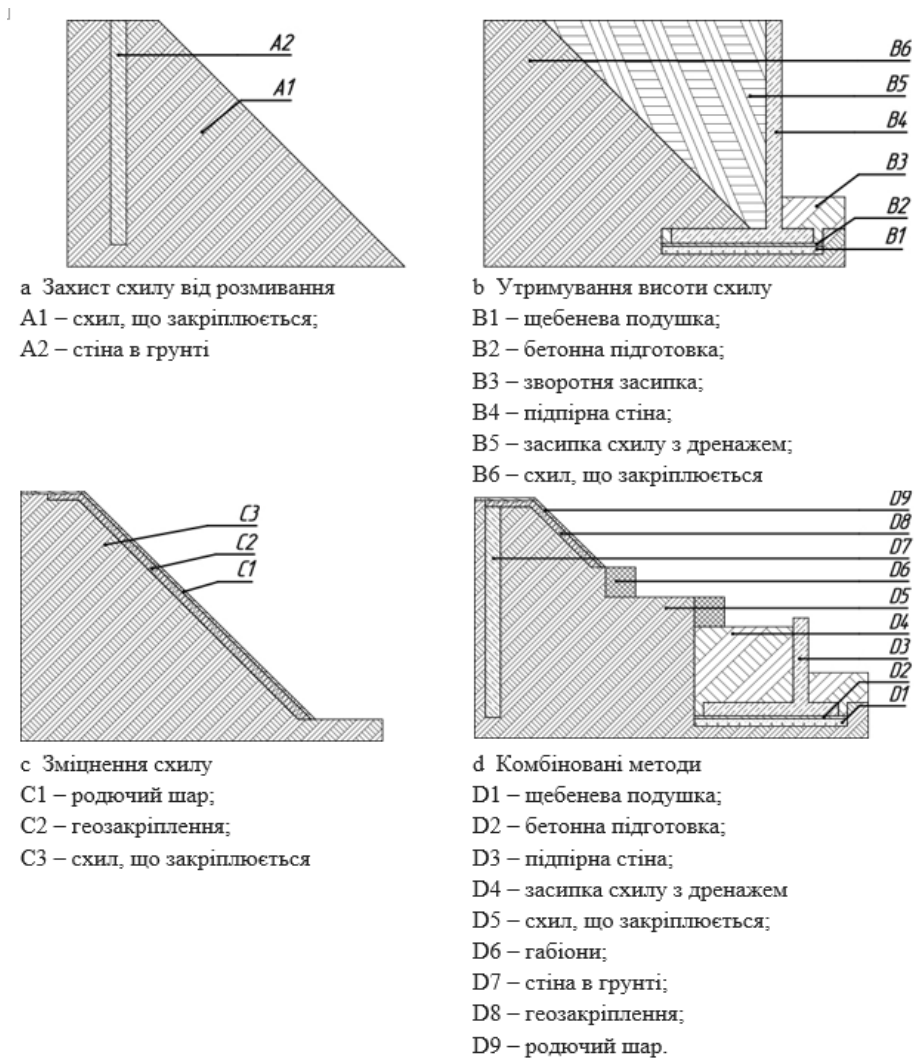 A2
A1
a Захист схилу від розмивання
A1 – схил, що закріплюється;
A2 – стіна в грунті
B6
B5
B4
B3
B2
B1
b Утримування висоти схилу
B1 – щебенева подушка;
B2 – бетонна підготовка;
B3 – зворотня засипка;
B4 – підпірна стіна;
B5 – засипка схилу з дренажем;
B6 – схил, що закріплюється
C3
C2
C1
c Зміцнення схилу
C1 – родючий шар;
C2 – геозакріплення;
C3 – схил, що закріплюється
D9
D8
D7
D6
D5
D4
D3
D2
D1
d Комбіновані методи
D1 – щебенева подушка;
D2 – бетонна підготовка;
D3 – підпірна стіна;
D4 – засипка схилу з дренажем
D5 – схил, що закріплюється;
D6 – габіони;
D7 – стіна в грунті;
D8 – геозакріплення;
D9 – родючий шар.